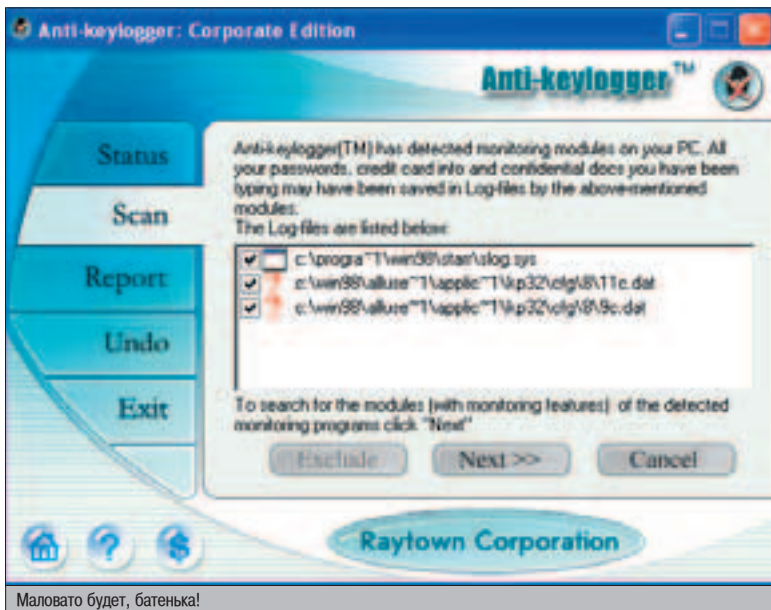 Anti-keylogger: Corporate Edition
Anti-keylogger™
Status
Scan
Report
Undo
Exit
Anti-keylogger(TM) has detected monitoring modules on your PC. All
your passwords, credit card info and confidential docs you have been
typing may have been saved in Log-files by the above-mentioned
modules.
The Log-files are listed below:
c:\progra~1\win98\starr\slog.sys
c:\win98\alluse~1\applic~1\kp32\cfg\8\11c.dat
c:\win98\alluse~1\applic~1\kp32\cfg\8\9c.dat
To search for the modules (with monitoring features) of the detected
monitoring programs click "Next"
Exclude
Next >>
Cancel
Raytown Corporation
Маловато будет, батенька!